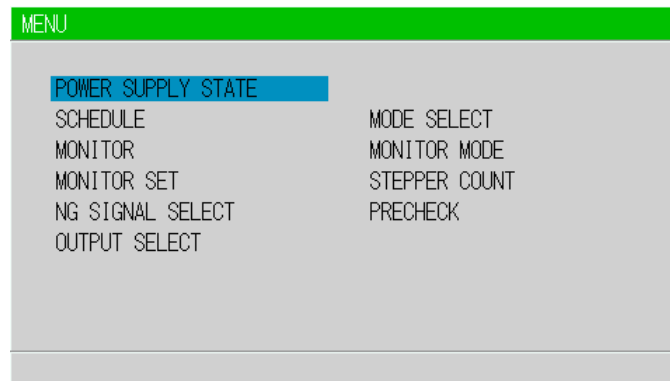 MENU
POWER SUPPLY STATE
SCHEDULE MODE SELECT
MONITOR MONITOR MODE
MONITOR SET STEPPER COUNT
NG SIGNAL SELECT PRECHECK
OUTPUT SELECT